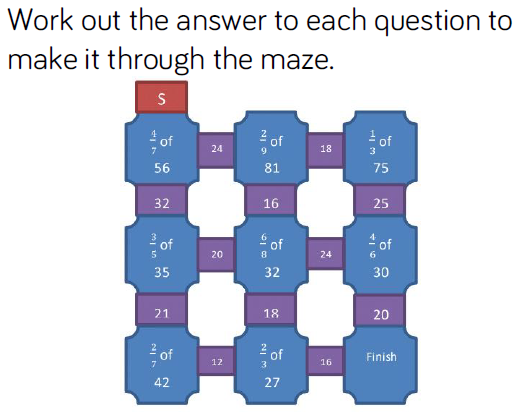 Work out the answer to each question to
make it through the maze.
S
4/7 of 24 2/9 of 18 1/3 of
56 81 75
32 16 25
3/5 of 20 6/8 of 24 4/6 of
35 32 30
21 18 20
2/7 of 12 2/3 of 16 Finish
42 27